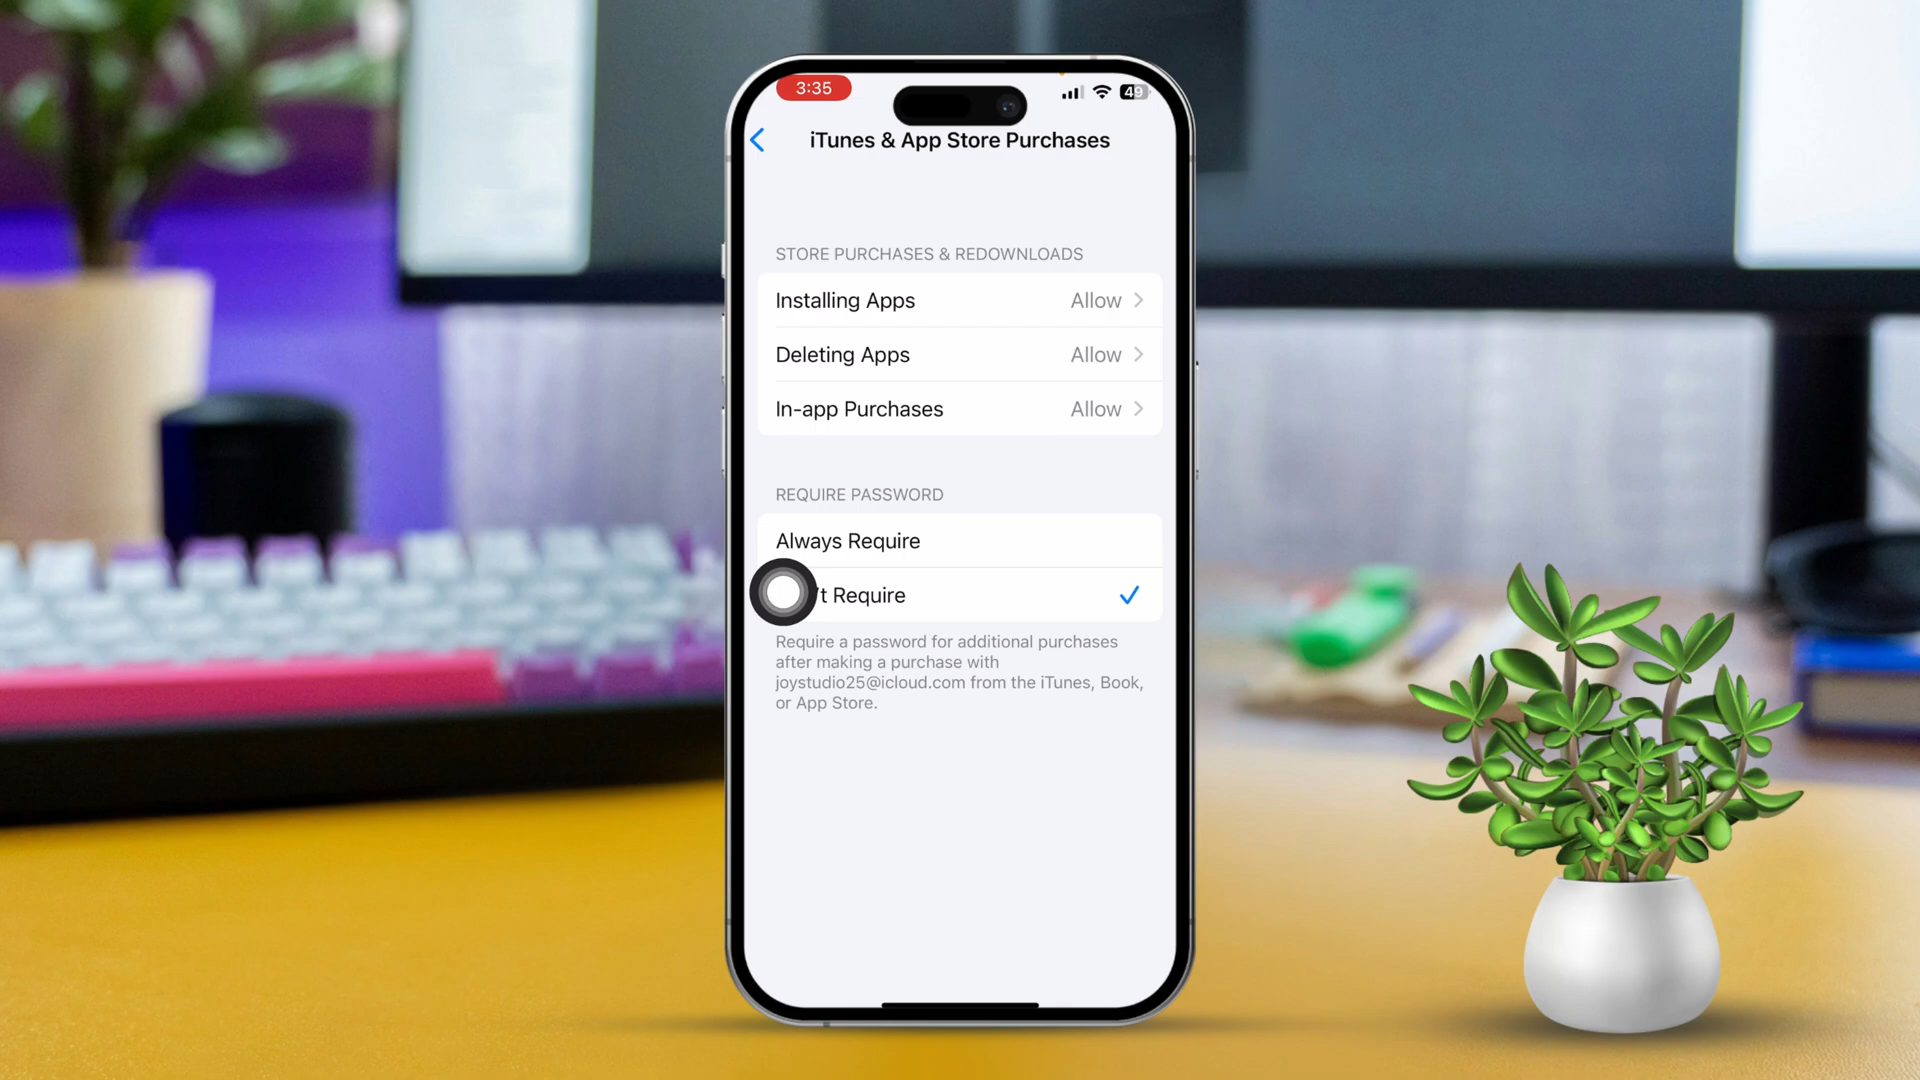 3:35
49
iTunes & App Store Purchases
STORE PURCHASES & REDOWNLOADS
Installing Apps Allow
Deleting Apps Allow
In-app Purchases Allow
REQUIRE PASSWORD
Always Require
't Require
Require a password for additional purchases
after making a purchase with
joystudio25@icloud.com from the iTunes, Book,
or App Store.